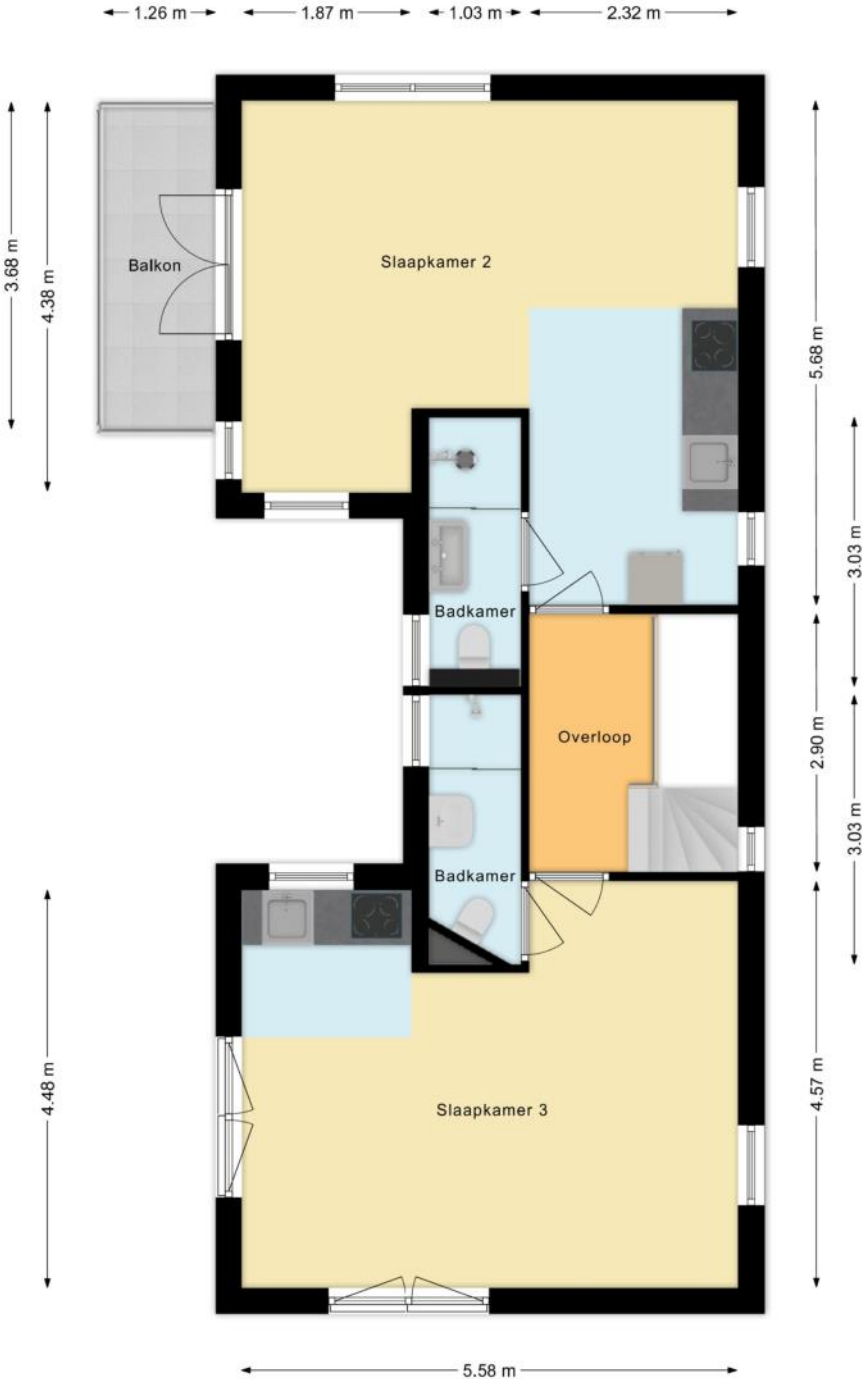 1.26 m
1.87 m
1.03 m
2.32 m
3.68 m
4.38 m
Balkon
Slaapkamer 2
5.68 m
3.03 m
Badkamer
Overloop
2.90 m
3.03 m
Badkamer
4.48 m
Slaapkamer 3
4.57 m
5.58 m